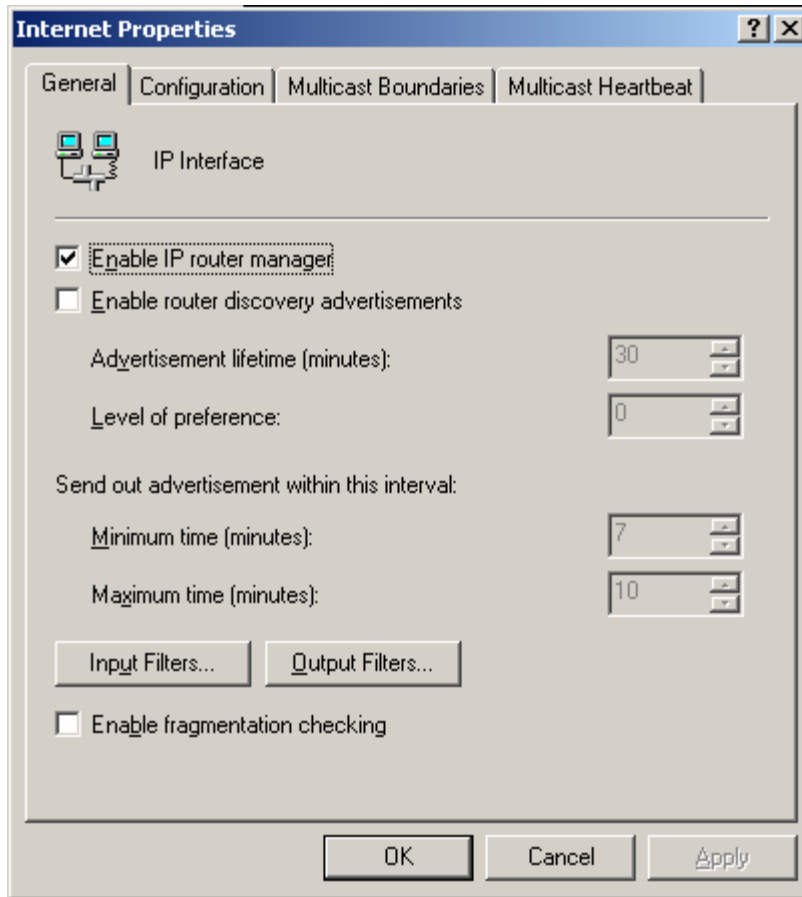 Internet Properties
General Configuration Multicast Boundaries Multicast Heartbeat
IP Interface
Enable IP router manager
Enable router discovery advertisements
Advertisement lifetime (minutes): 30
Level of preference: 0
Send out advertisement within this interval:
Minimum time (minutes): 7
Maximum time (minutes): 10
Input Filters... Output Filters...
Enable fragmentation checking
OK Cancel Apply